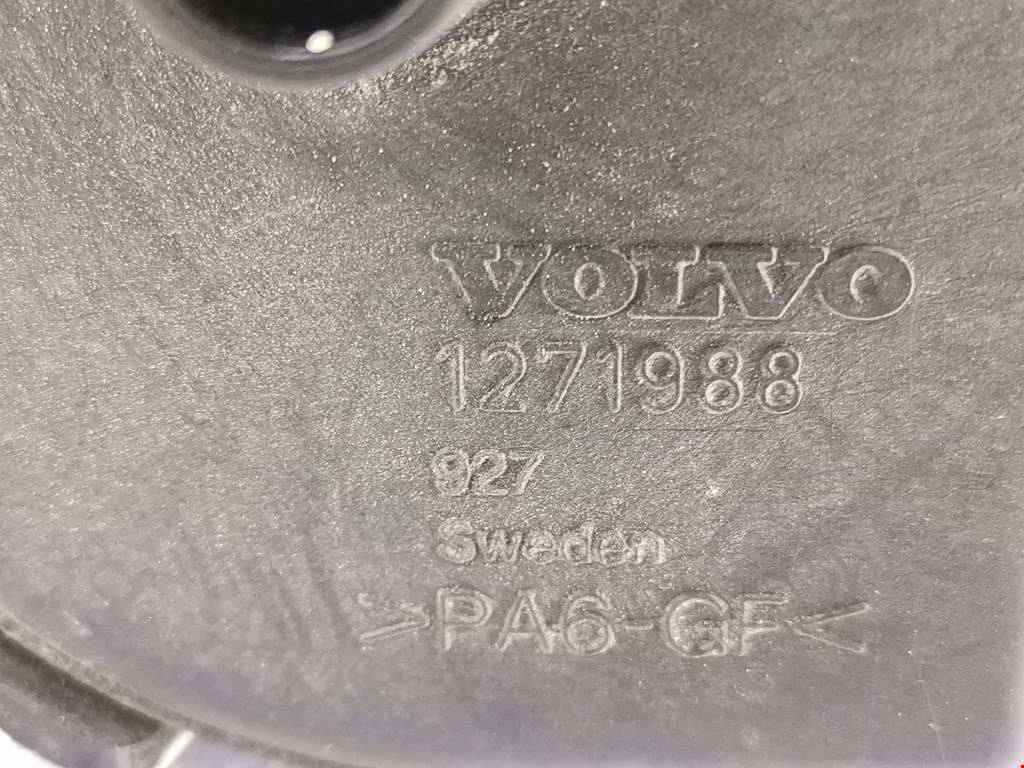 VOLVO
1271988
927
Sweden
>PA6-GF<